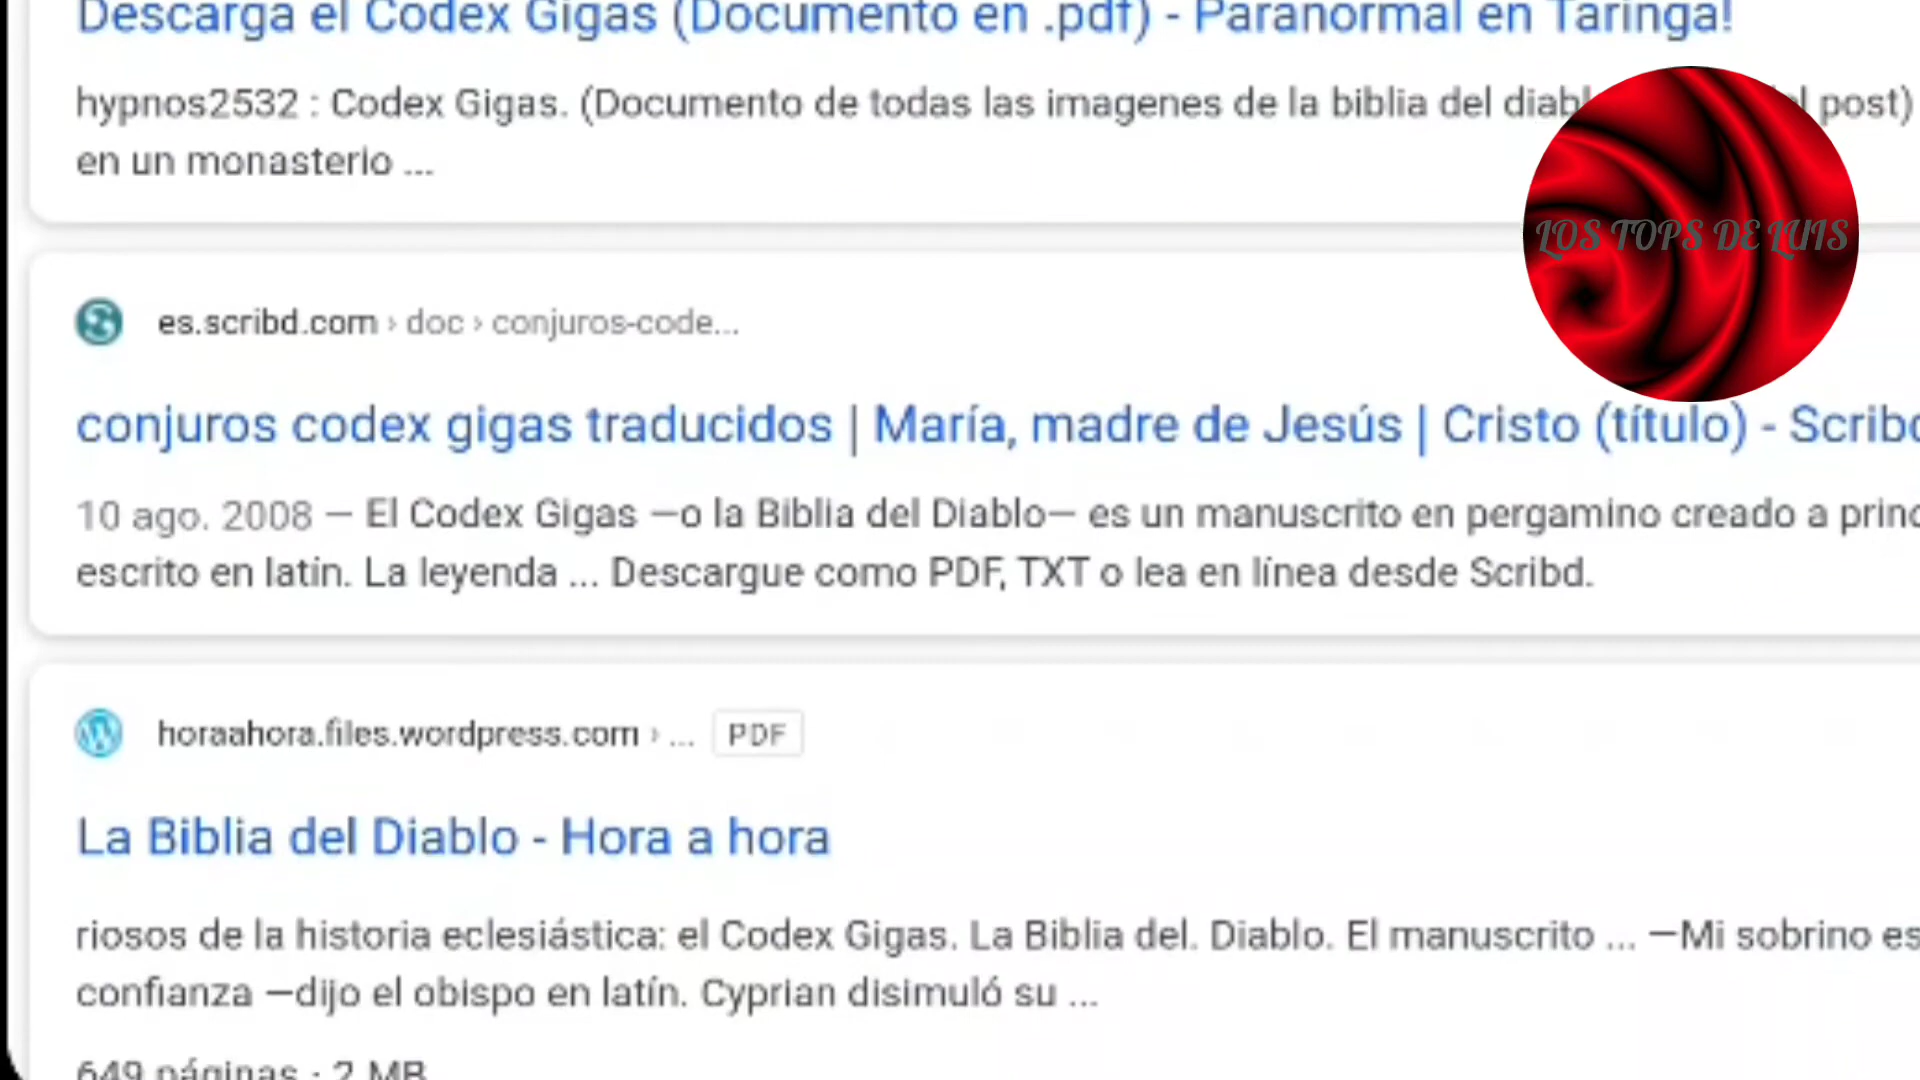 Descarga el Codex Gigas (Documento en .pdf) - Paranormal en Taringa!
hypnos2532 : Codex Gigas. (Documento de todas las imagenes de la biblia del post)
en un monasterio ...
LOS TOPS DE LUIS
es.scribd.com › doc › conjuros-code...
conjuros codex gigas traducidos | María, madre de Jesús | Cristo (título) - Scribd
10 ago. 2008 — El Codex Gigas —o la Biblia del Diablo— es un manuscrito en pergamino creado a princ
escrito en latin. La leyenda ... Descargue como PDF, TXT o lea en línea desde Scribd.
horaahora.files.wordpress.com › ... PDF
La Biblia del Diablo - Hora a hora
riosos de la historia eclesiástica: el Codex Gigas. La Biblia del. Diablo. El manuscrito ... —Mi sobrino es
confianza —dijo el obispo en latín. Cyprian disimuló su ...
649 páginas · 2 MB